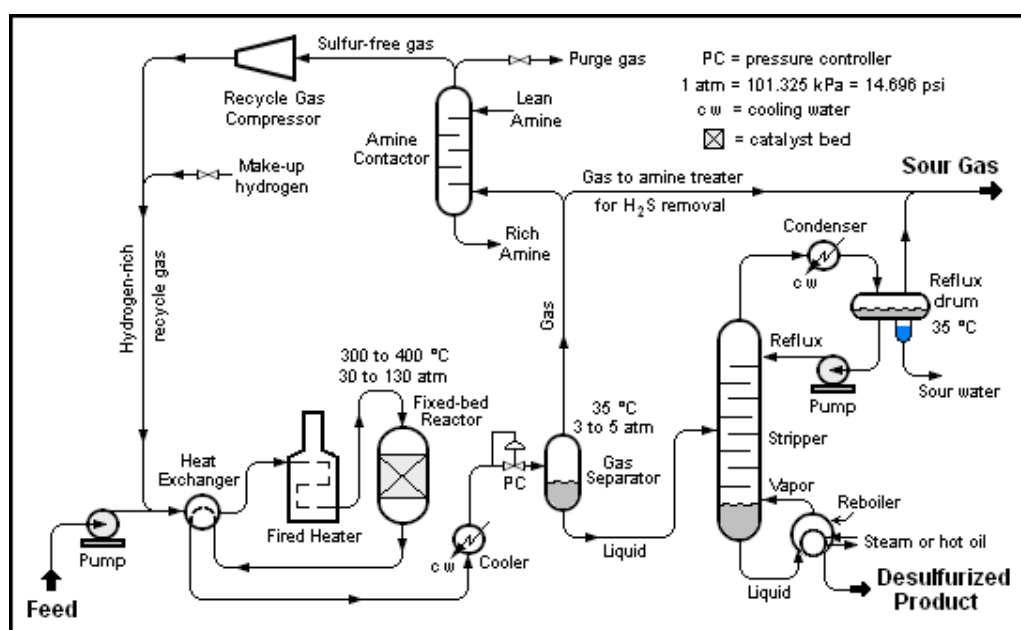 Sulfur-free gas
Purge gas
PC = pressure controller
1 atm = 101.325 kPa = 14.696 psi
c w = cooling water
= catalyst bed
Recycle Gas
Compressor
Lean
Amine
Amine
Contactor
Make-up
hydrogen
Gas to amine treater
for H₂S removal
Sour Gas
Rich
Amine
Condenser
c w
Reflux
drum
35 °C
Hydrogen-rich
recycle gas
Gas
Reflux
Pump
Sour water
300 to 400 °C
30 to 130 atm
Fixed-bed
Reactor
35 °C
3 to 5 atm
Gas
Separator
PC
Stripper
Heat
Exchanger
Fired Heater
Vapor
Reboiler
Steam or hot oil
Pump
c w
Cooler
Liquid
Liquid
Feed
Desulfurized
Product